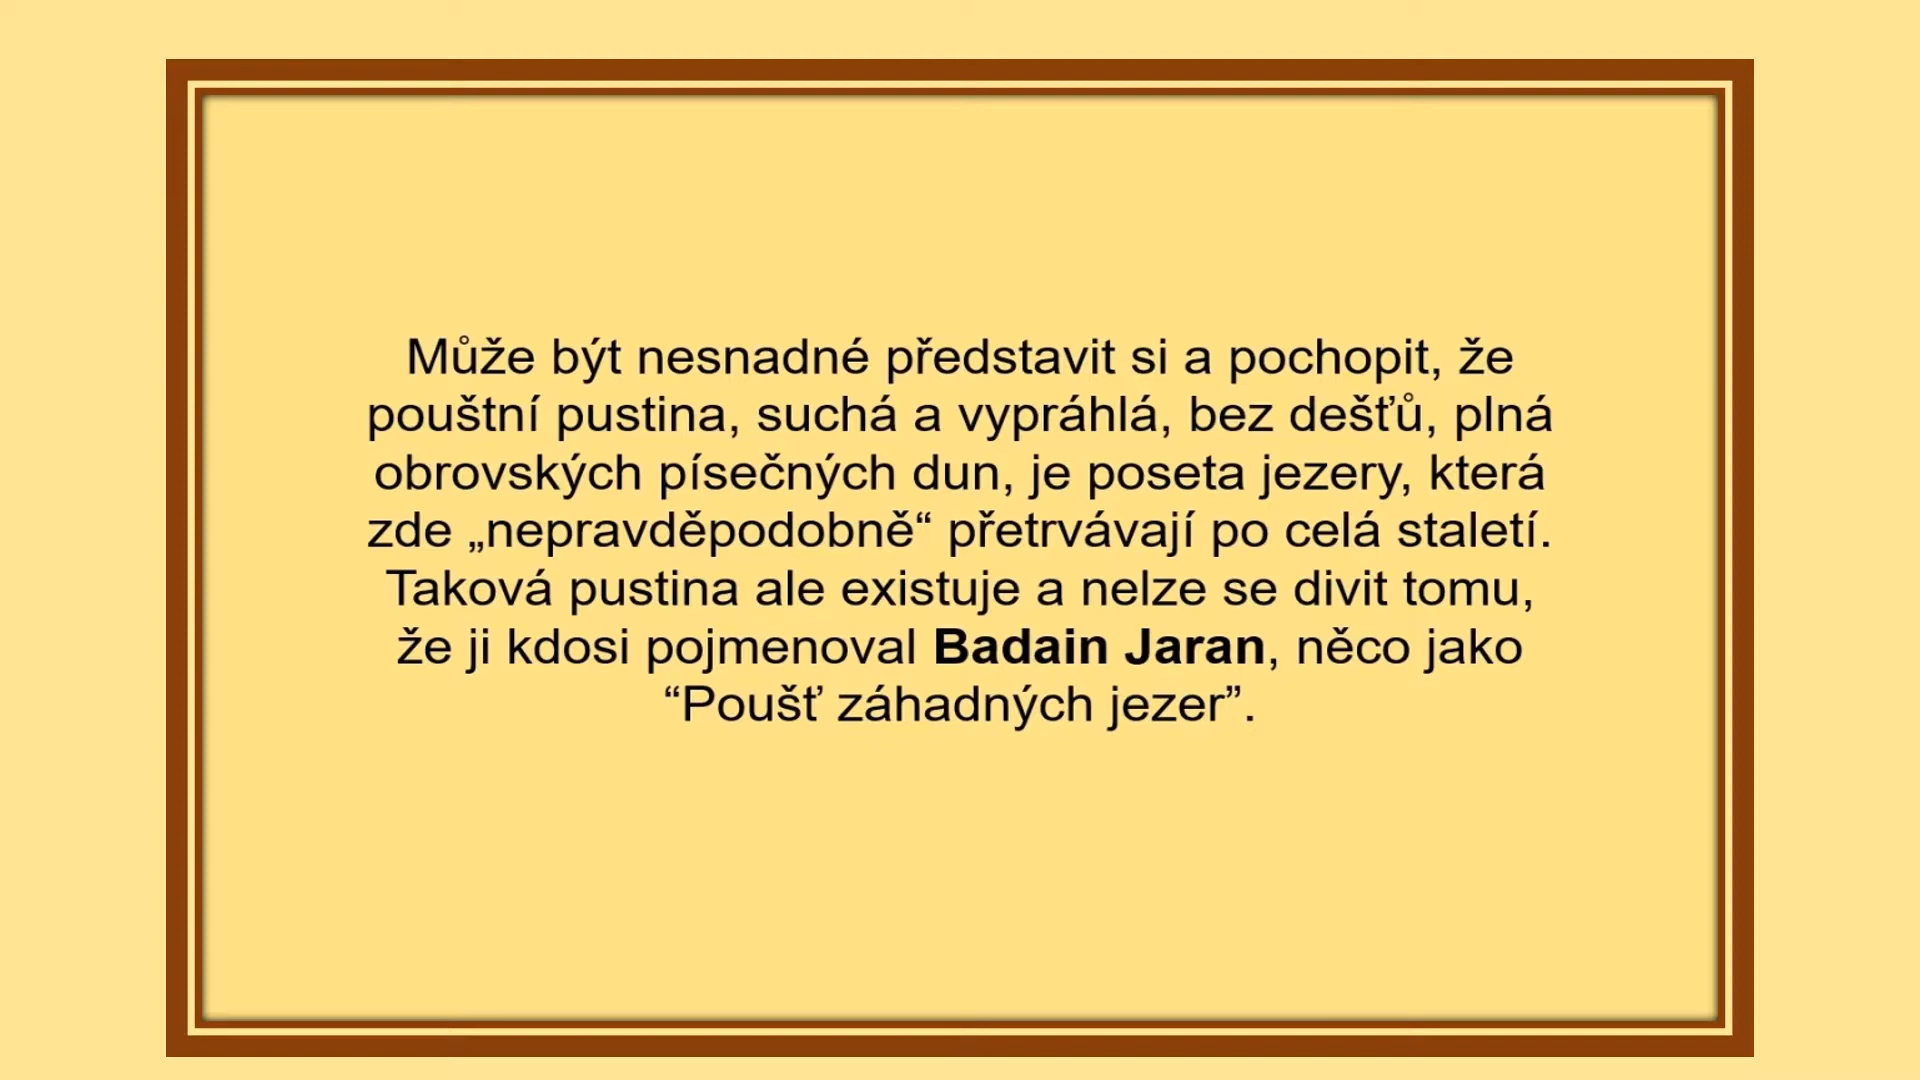 Může být nesnadné představit si a pochopit, že
pouštní pustina, suchá a vypráhlá, bez dešťů, plná
obrovských písečných dun, je poseta jezery, která
zde „nepravděpodobně“ přetrvávají po celá staletí.
Taková pustina ale existuje a nelze se divit tomu,
že ji kdosi pojmenoval Badain Jaran, něco jako
“Poušť záhadných jezer”.